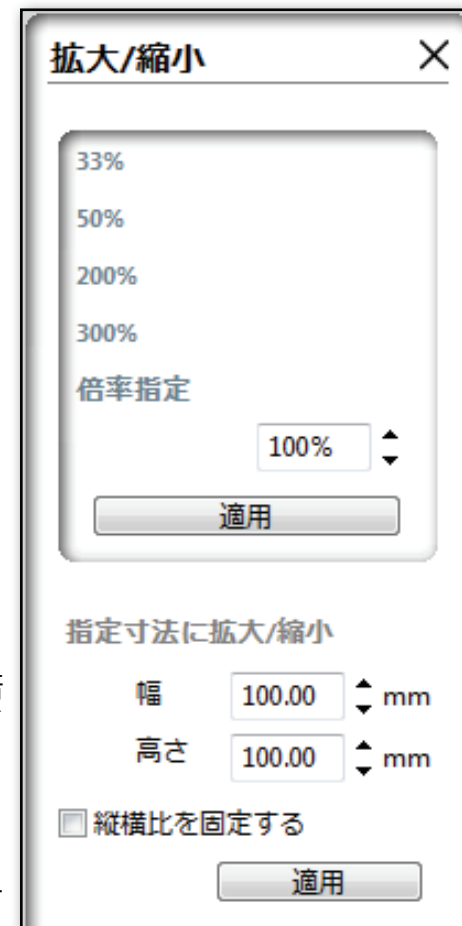 拡大/縮小
33%
50%
200%
300%
倍率指定
100%
適用
指定寸法に拡大/縮小
幅 100.00 mm
高さ 100.00 mm
縦横比を固定する
適用